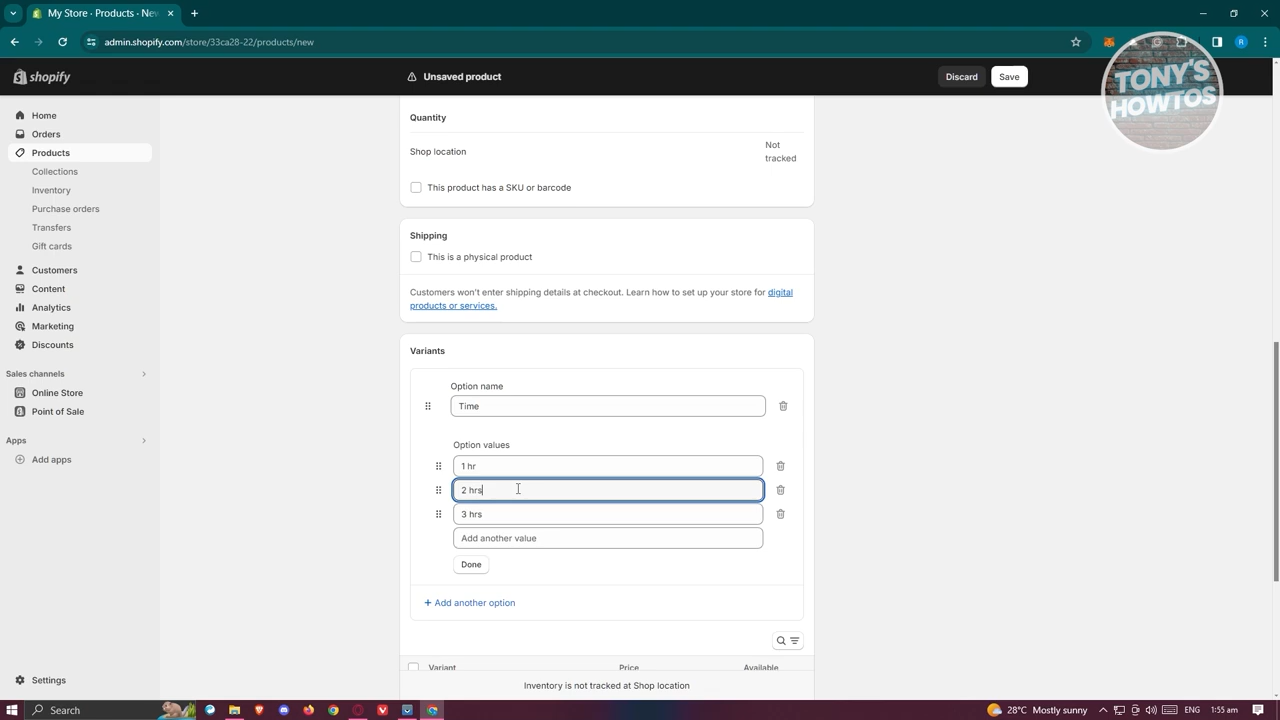 My Store · Products · New
admin.shopify.com/store/33ca28-22/products/new
R
shopify
Unsaved product
Discard
Save
TONY'S
HOWTOS
Home
Orders
Products
Collections
Inventory
Purchase orders
Transfers
Gift cards
Customers
Content
Analytics
Marketing
Discounts
Sales channels
Online Store
Point of Sale
Apps
Add apps
Settings
Quantity
Shop location
Not
tracked
This product has a SKU or barcode
Shipping
This is a physical product
Customers won't enter shipping details at checkout. Learn how to set up your store for digital
products or services.
Variants
Option name
Time
Option values
1 hr
2 hrs
3 hrs
Add another value
Done
+ Add another option
Variant Price Available
Inventory is not tracked at Shop location
Search
28°C Mostly sunny
1:55 am